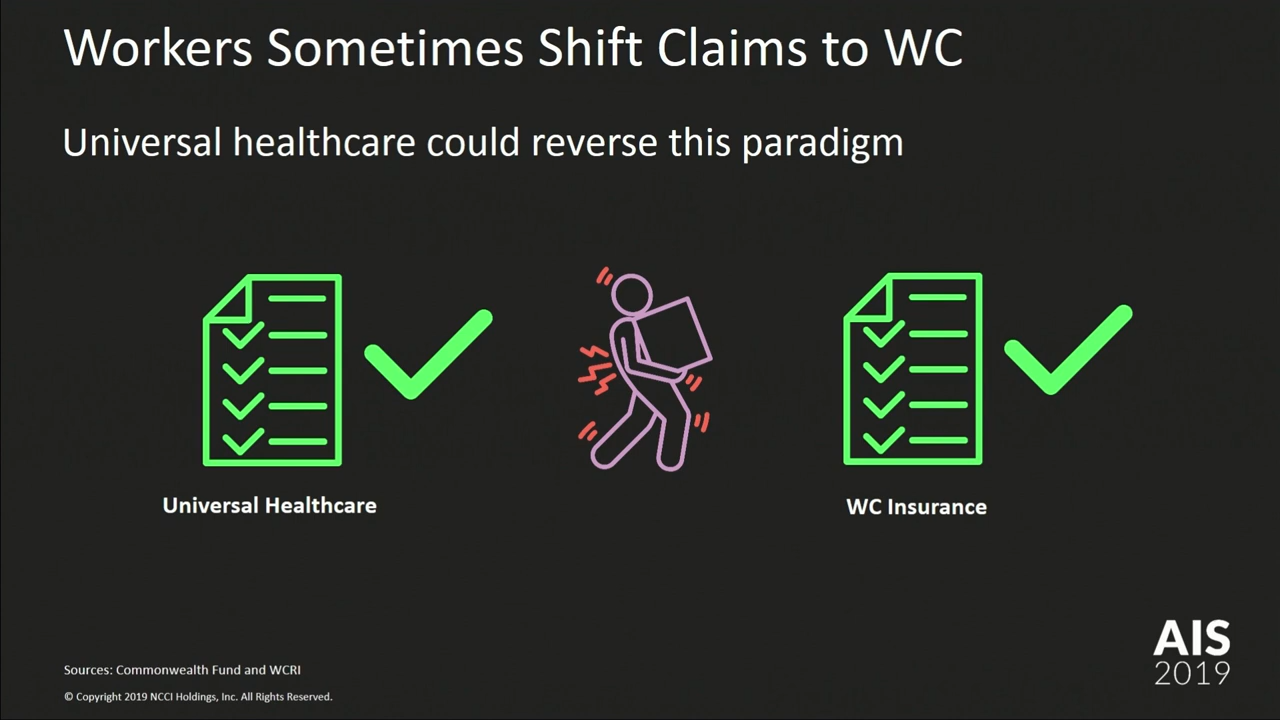 Workers Sometimes Shift Claims to WC
Universal healthcare could reverse this paradigm
Universal Healthcare
WC Insurance
Sources: Commonwealth Fund and WCRI
© Copyright 2019 NCCI Holdings, Inc. All Rights Reserved.
AIS
2019